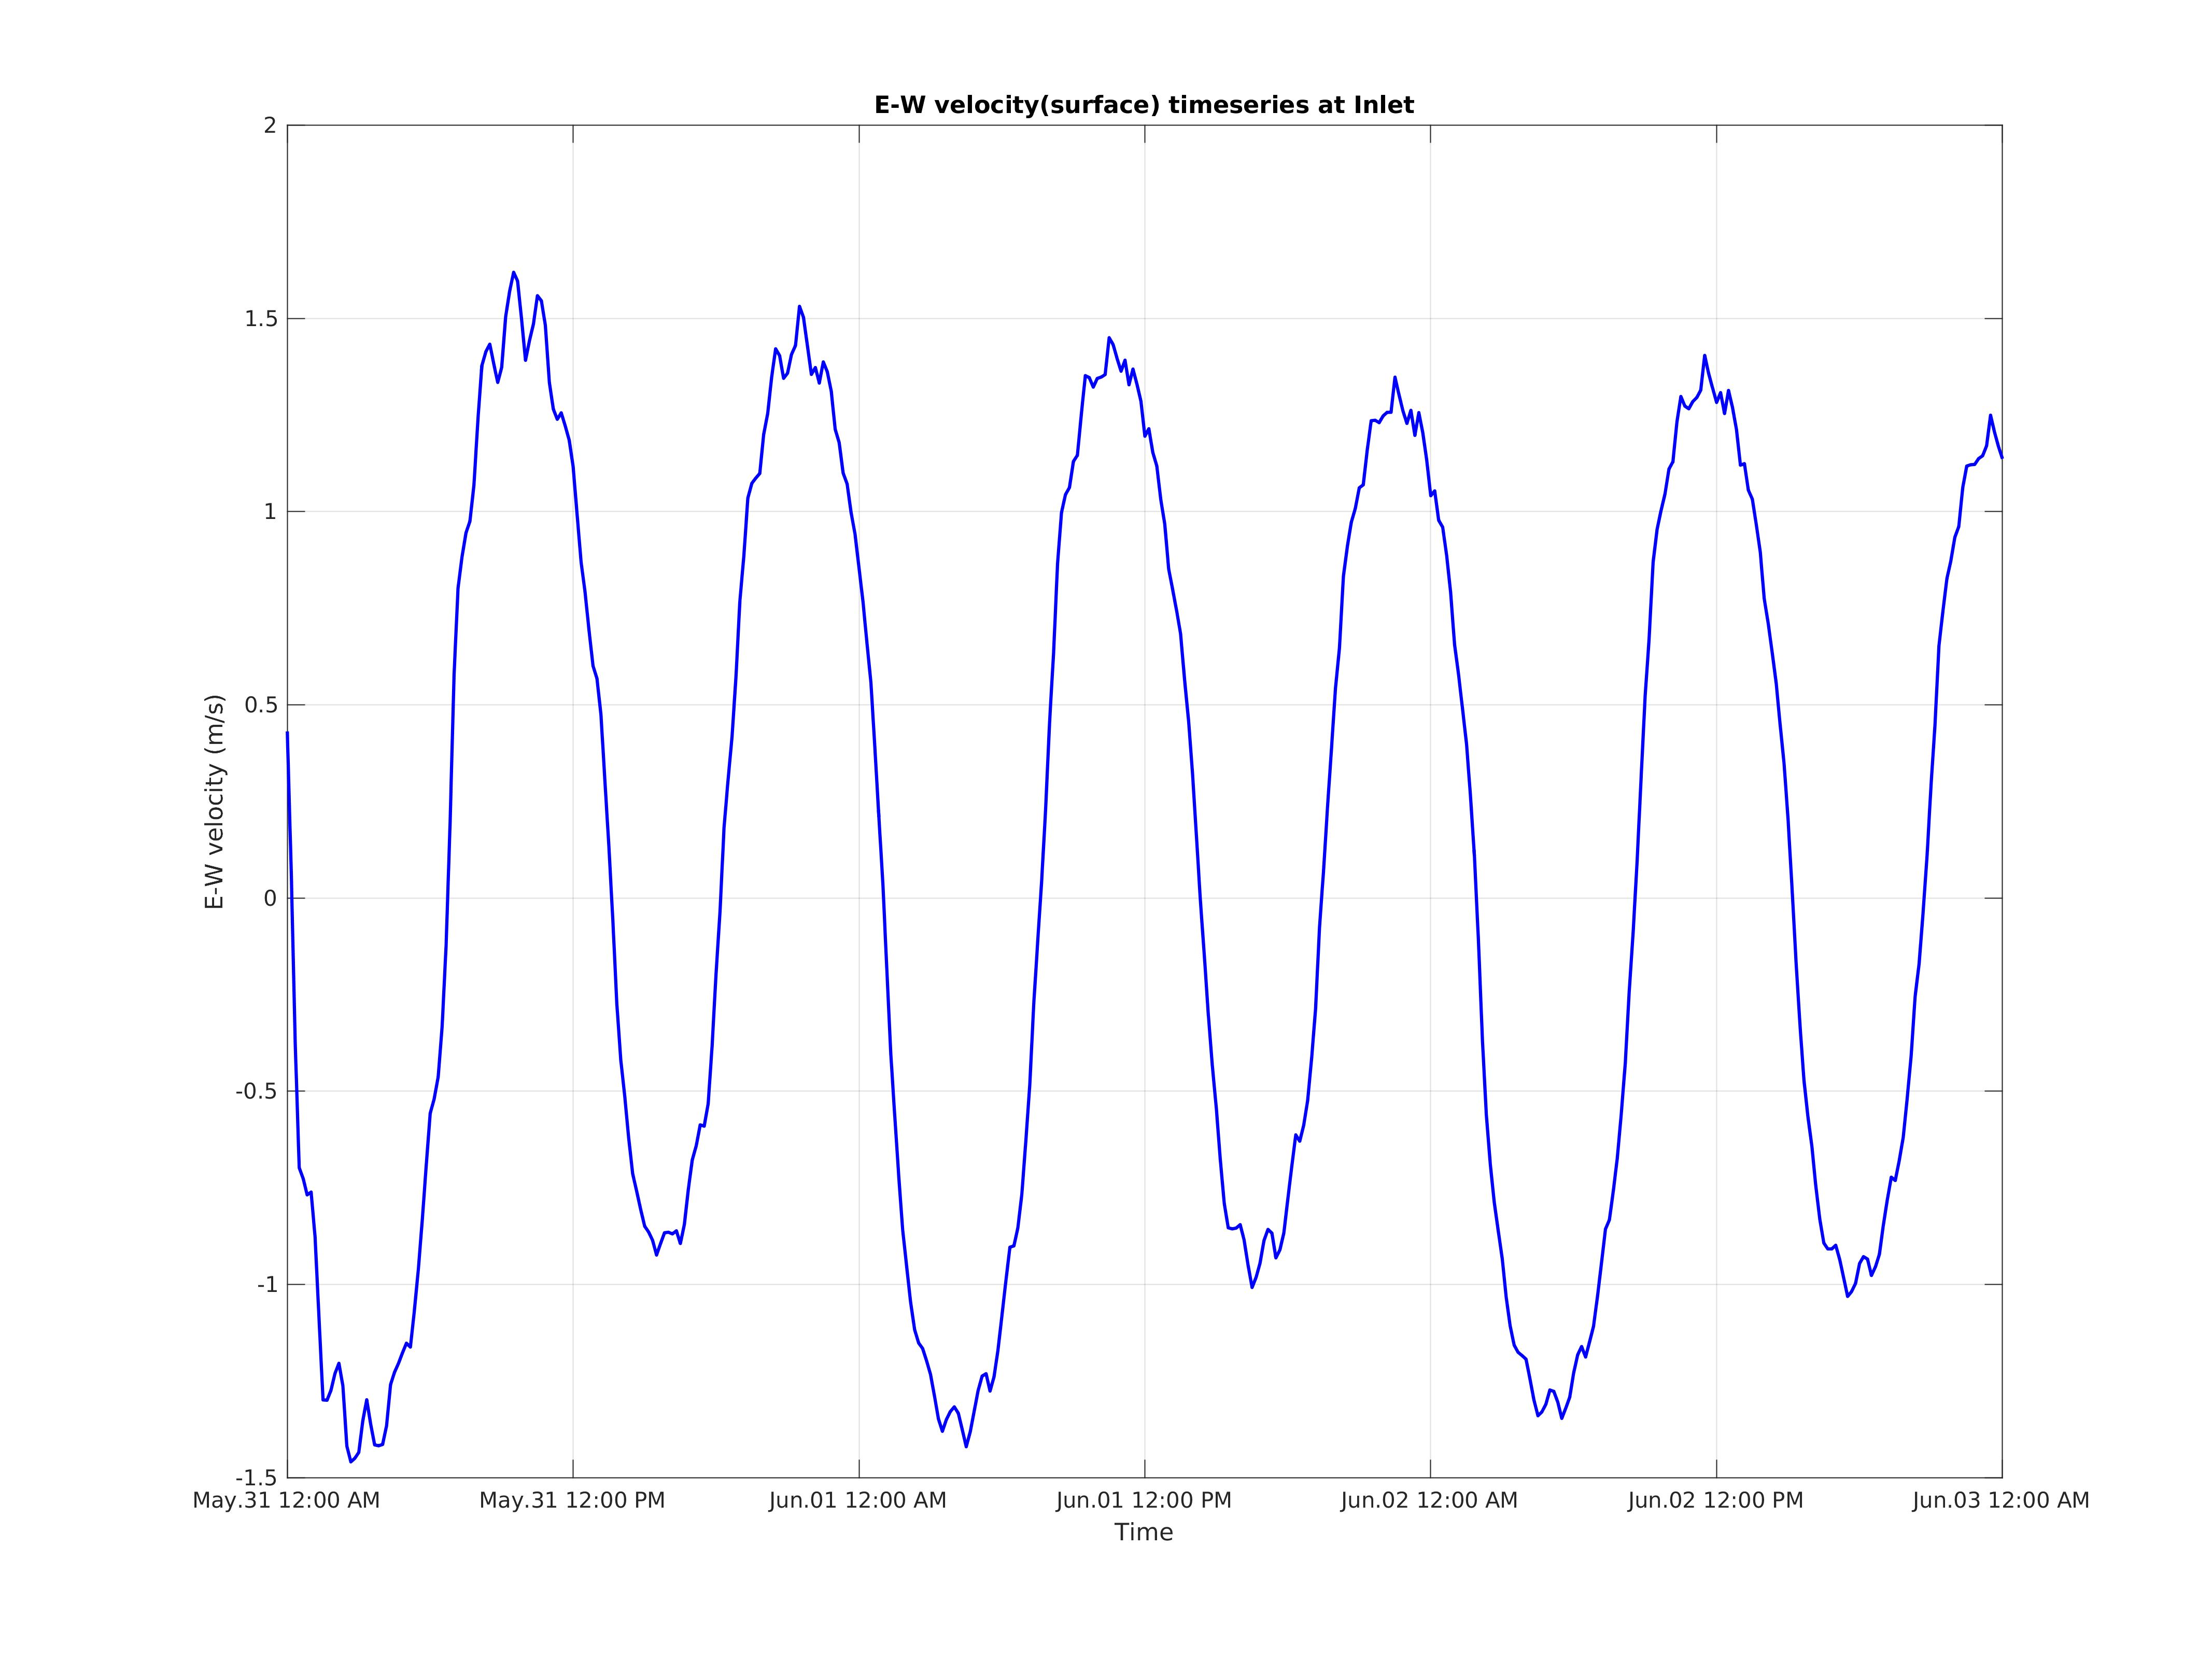 E-W velocity(surface) timeseries at Inlet
2
1.5
1
0.5
0
-0.5
-1
-1.5
E-W velocity (m/s)
May.31 12:00 AM
May.31 12:00 PM
Jun.01 12:00 AM
Jun.01 12:00 PM
Jun.02 12:00 AM
Jun.02 12:00 PM
Jun.03 12:00 AM
Time